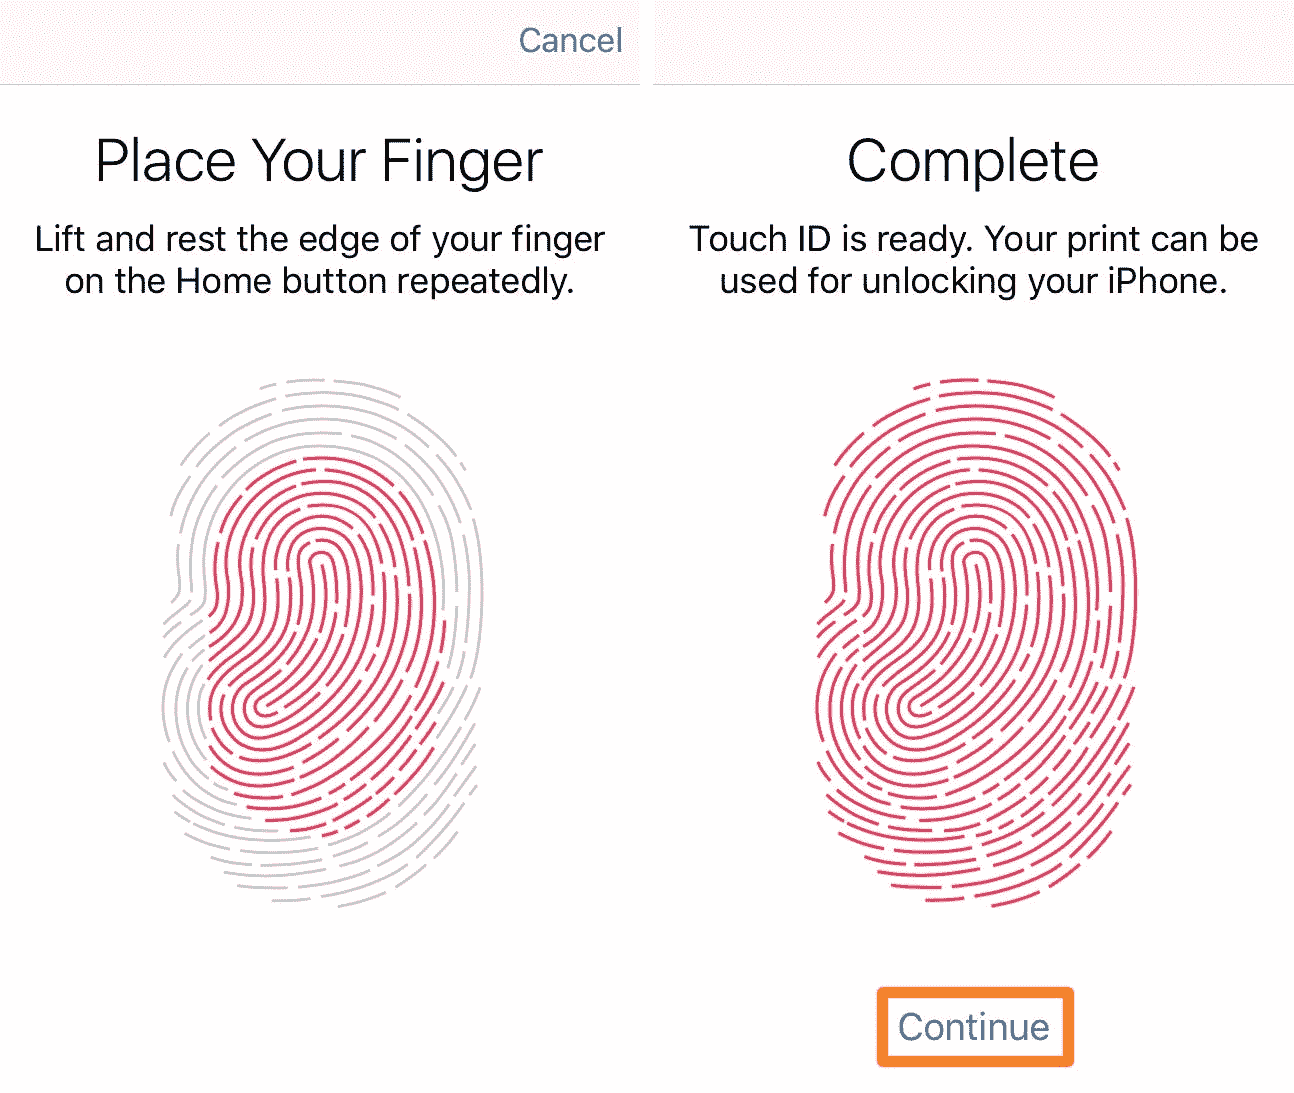 Cancel
Place Your Finger
Lift and rest the edge of your finger
on the Home button repeatedly.
Complete
Touch ID is ready. Your print can be
used for unlocking your iPhone.
Continue